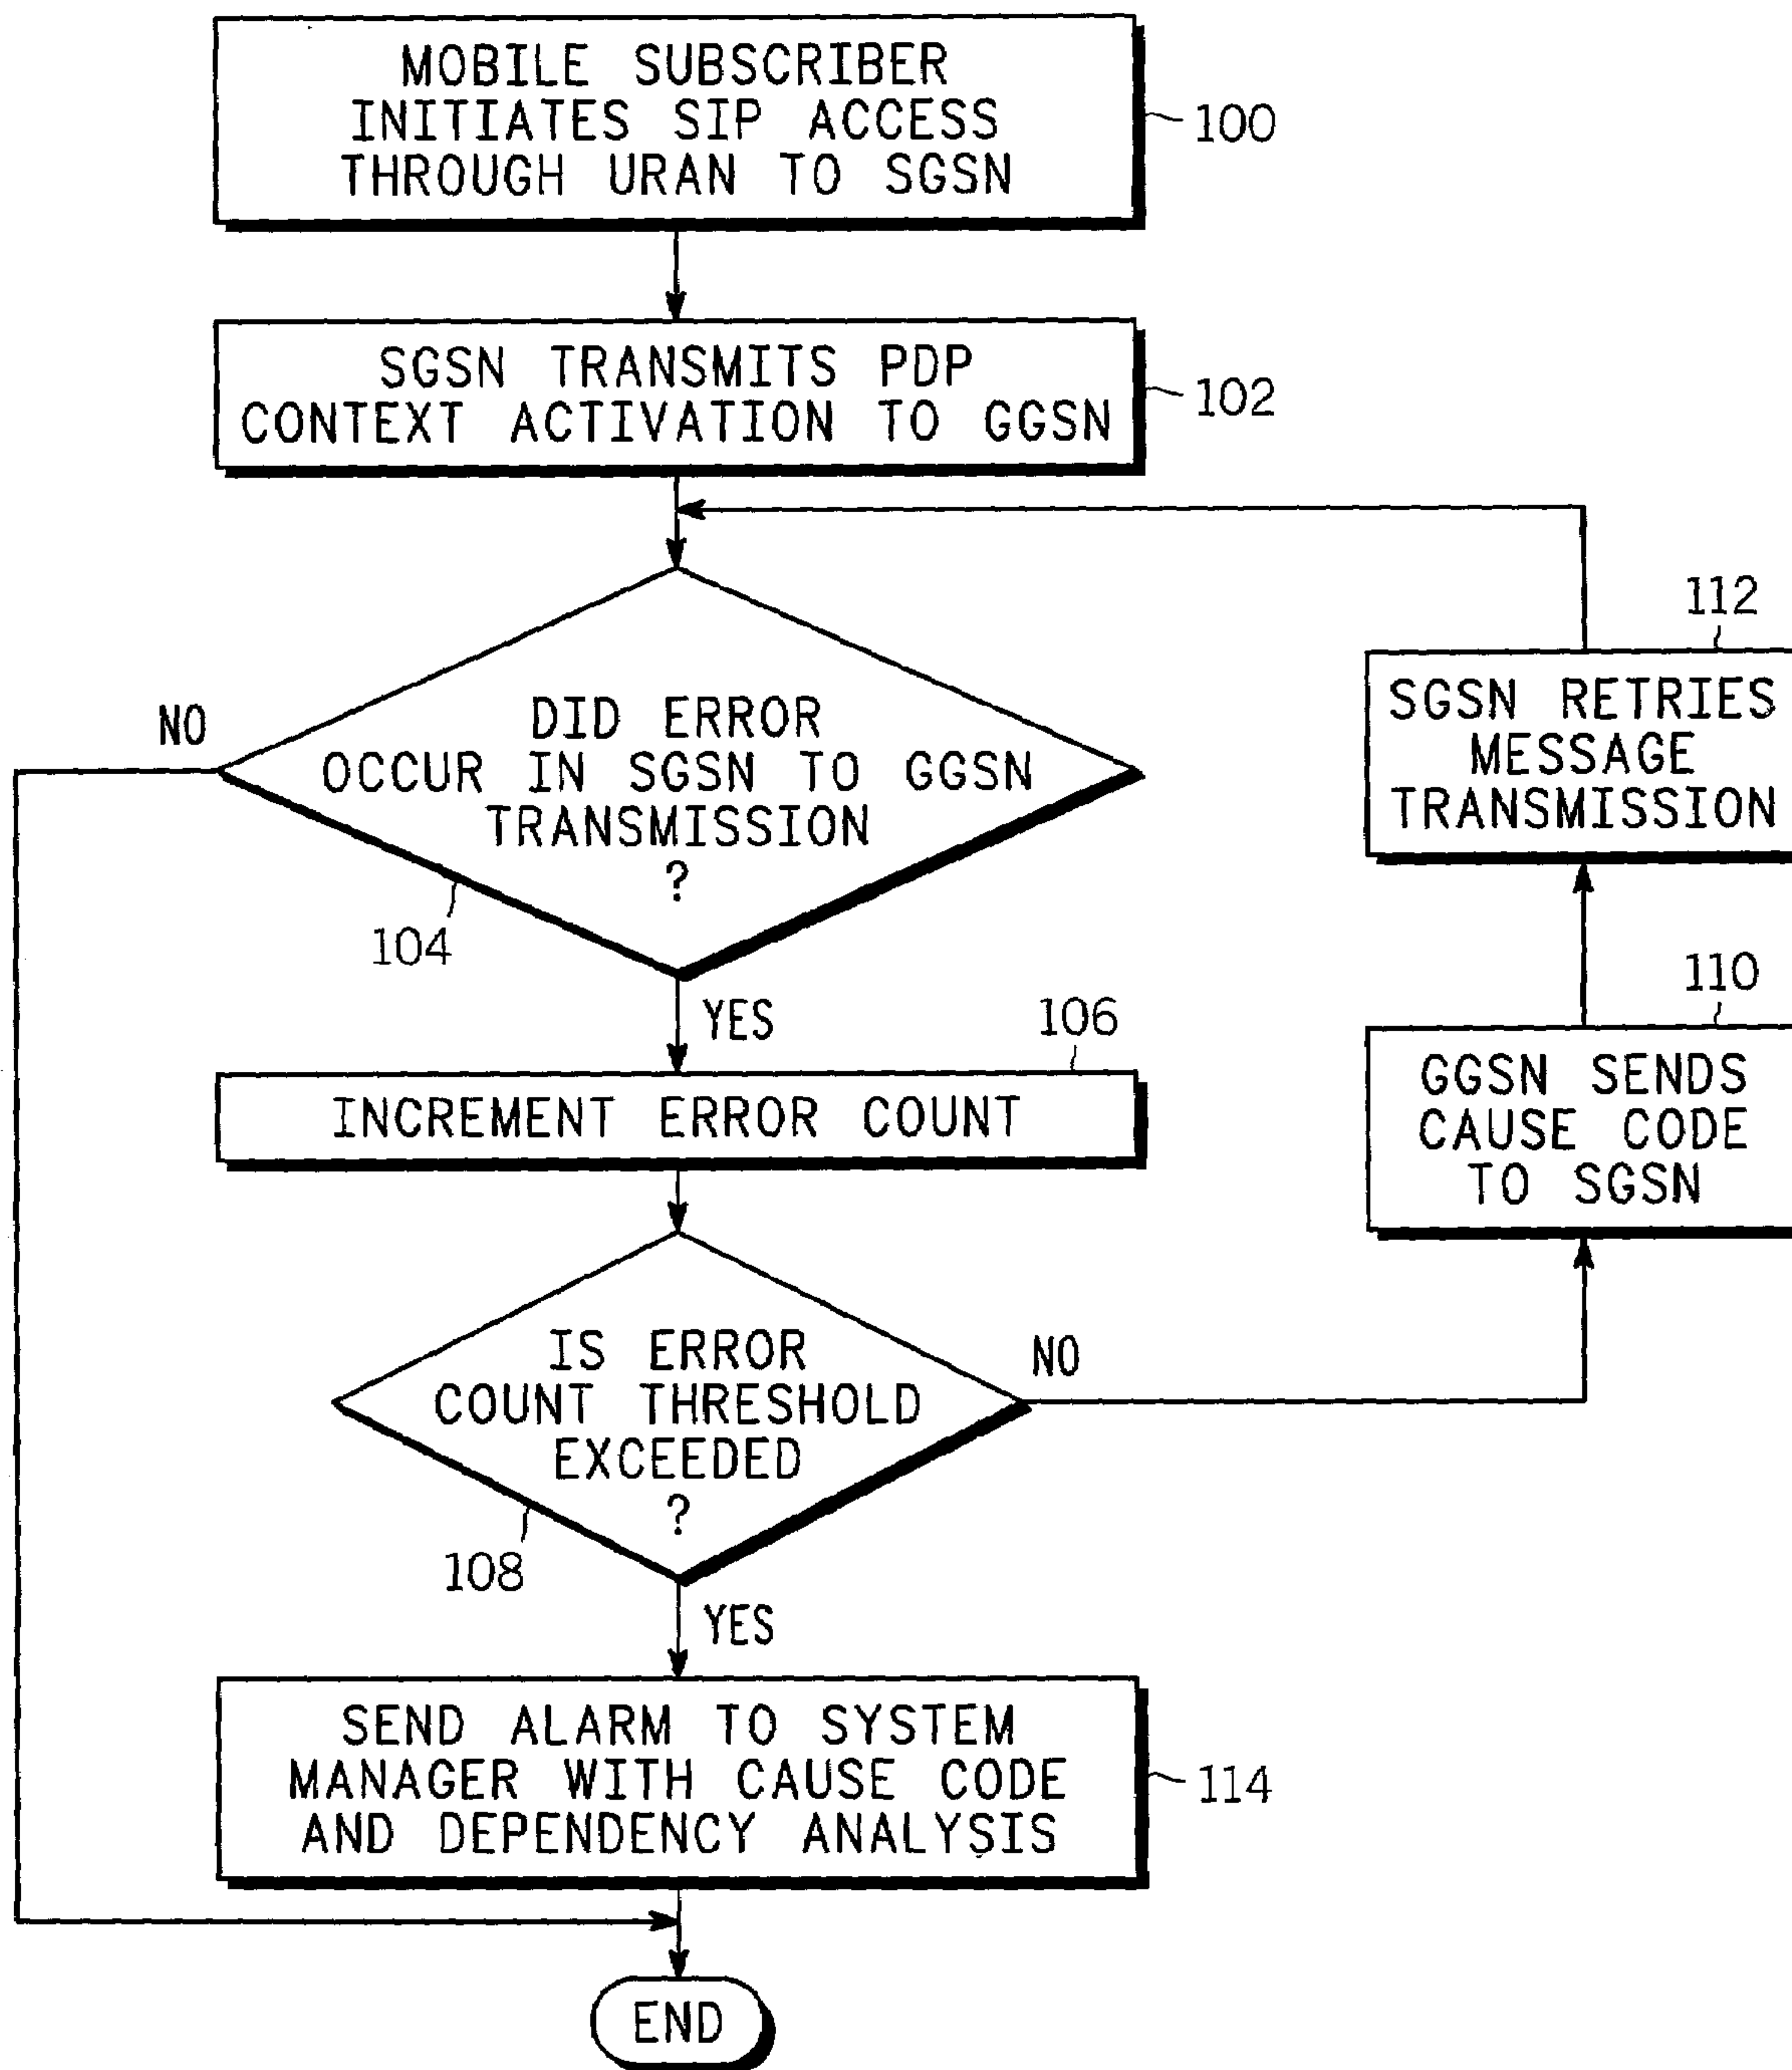 MOBILE SUBSCRIBER
INITIATES SIP ACCESS
THROUGH URAN TO SGSN
100
SGSN TRANSMITS PDP
CONTEXT ACTIVATION TO GGSN
102
DID ERROR
OCCUR IN SGSN TO GGSN
TRANSMISSION
?
NO
104
YES
106
INCREMENT ERROR COUNT
IS ERROR
COUNT THRESHOLD
EXCEEDED
?
NO
108
110
GGSN SENDS
CAUSE CODE
TO SGSN
112
SGSN RETRIES
MESSAGE
TRANSMISSION
YES
SEND ALARM TO SYSTEM
MANAGER WITH CAUSE CODE
AND DEPENDENCY ANALYSIS
114
END